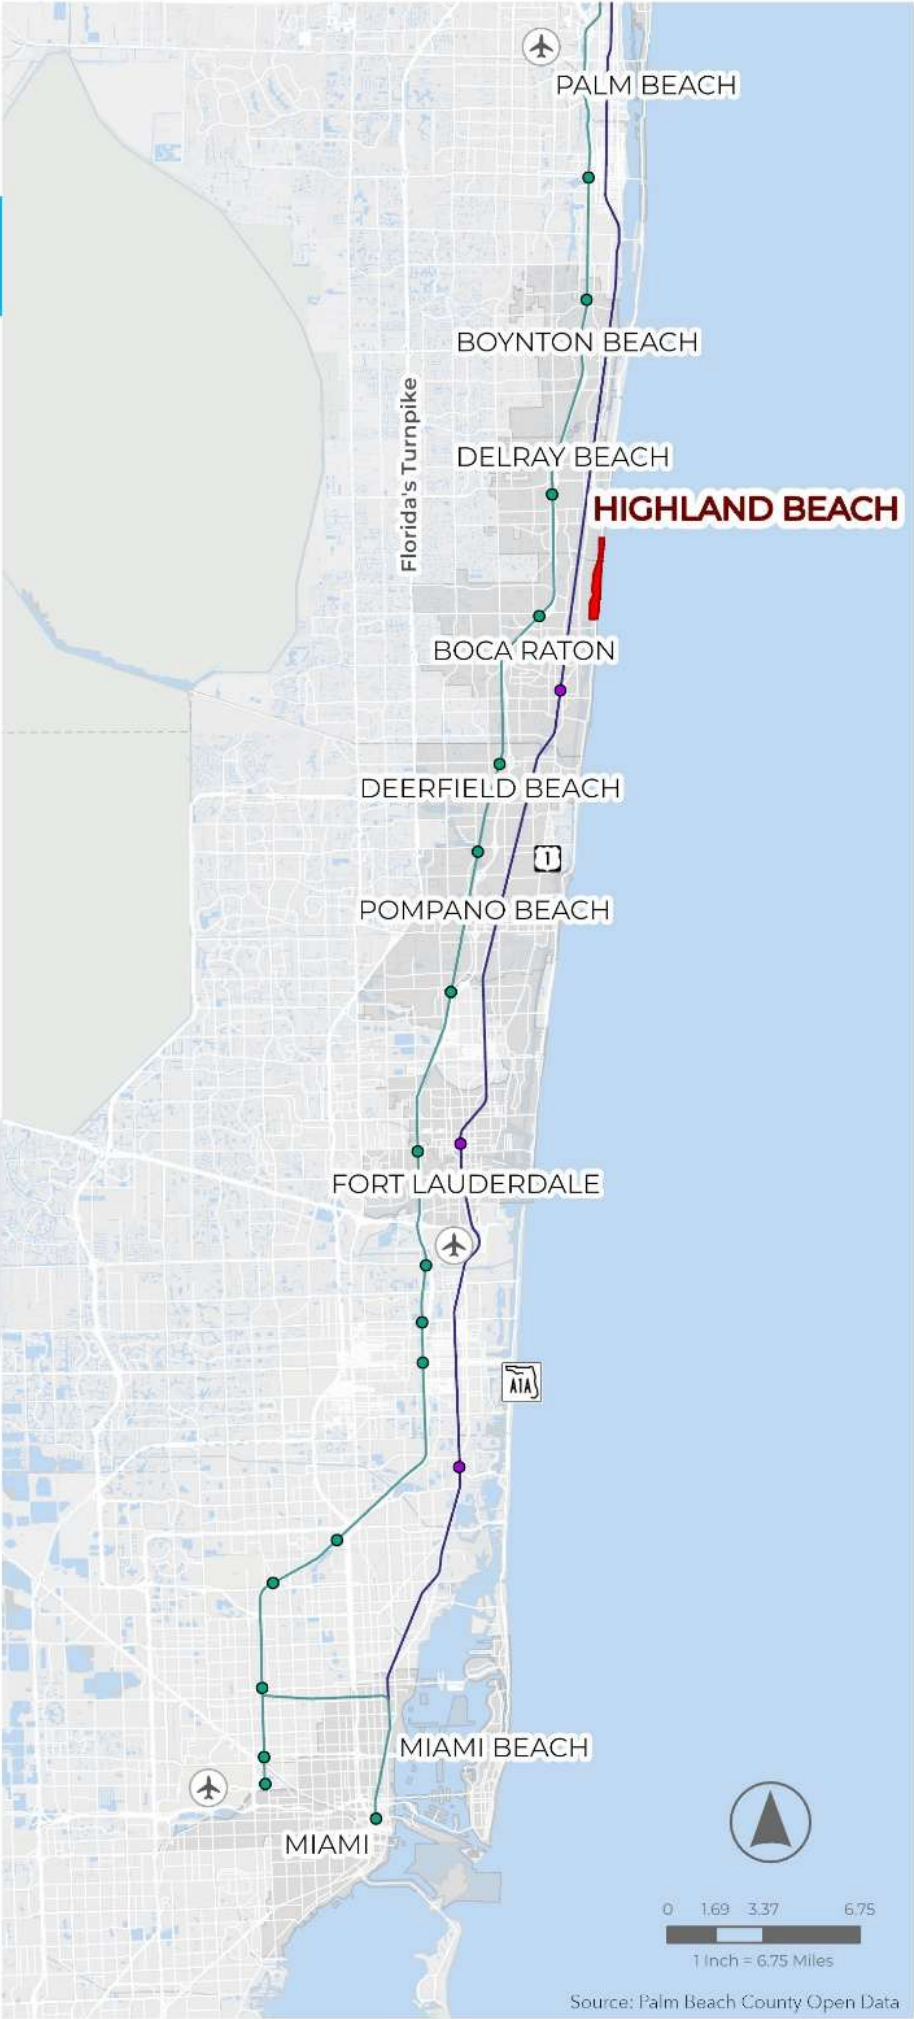 PALM BEACH
BOYNTON BEACH
Florida's Turnpike
DELRAY BEACH
HIGHLAND BEACH
BOCA RATON
DEERFIELD BEACH
1
POMPANO BEACH
FORT LAUDERDALE
A1A
MIAMI BEACH
MIAMI
0 1.69 3.37 6.75
1 Inch = 6.75 Miles
Source: Palm Beach County Open Data